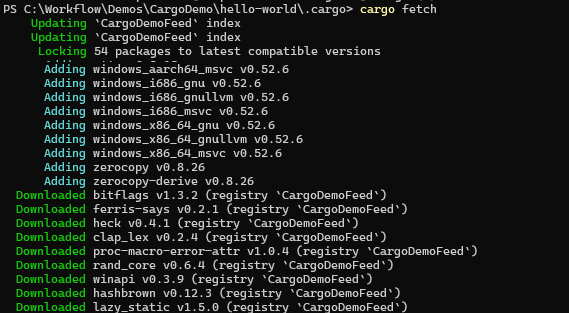 PS C:\Workflow\Demos\CargoDemo\hello-world\.cargo> cargo fetch
Updating `CargoDemoFeed` index
Updating `CargoDemoFeed` index
Locking 54 packages to latest compatible versions
Adding windows_aarch64_msvc v0.52.6
Adding windows_i686_gnu v0.52.6
Adding windows_i686_gnullvm v0.52.6
Adding windows_i686_msvc v0.52.6
Adding windows_x86_64_gnu v0.52.6
Adding windows_x86_64_gnullvm v0.52.6
Adding windows_x86_64_msvc v0.52.6
Adding zerocopy v0.8.26
Adding zerocopy-derive v0.8.26
Downloaded bitflags v1.3.2 (registry `CargoDemoFeed`)
Downloaded ferris-says v0.2.1 (registry `CargoDemoFeed`)
Downloaded heck v0.4.1 (registry `CargoDemoFeed`)
Downloaded clap_lex v0.2.4 (registry `CargoDemoFeed`)
Downloaded proc-macro-error-attr v1.0.4 (registry `CargoDemoFeed`)
Downloaded rand_core v0.6.4 (registry `CargoDemoFeed`)
Downloaded winapi v0.3.9 (registry `CargoDemoFeed`)
Downloaded hashbrown v0.12.3 (registry `CargoDemoFeed`)
Downloaded lazy_static v1.5.0 (registry `CargoDemoFeed`)